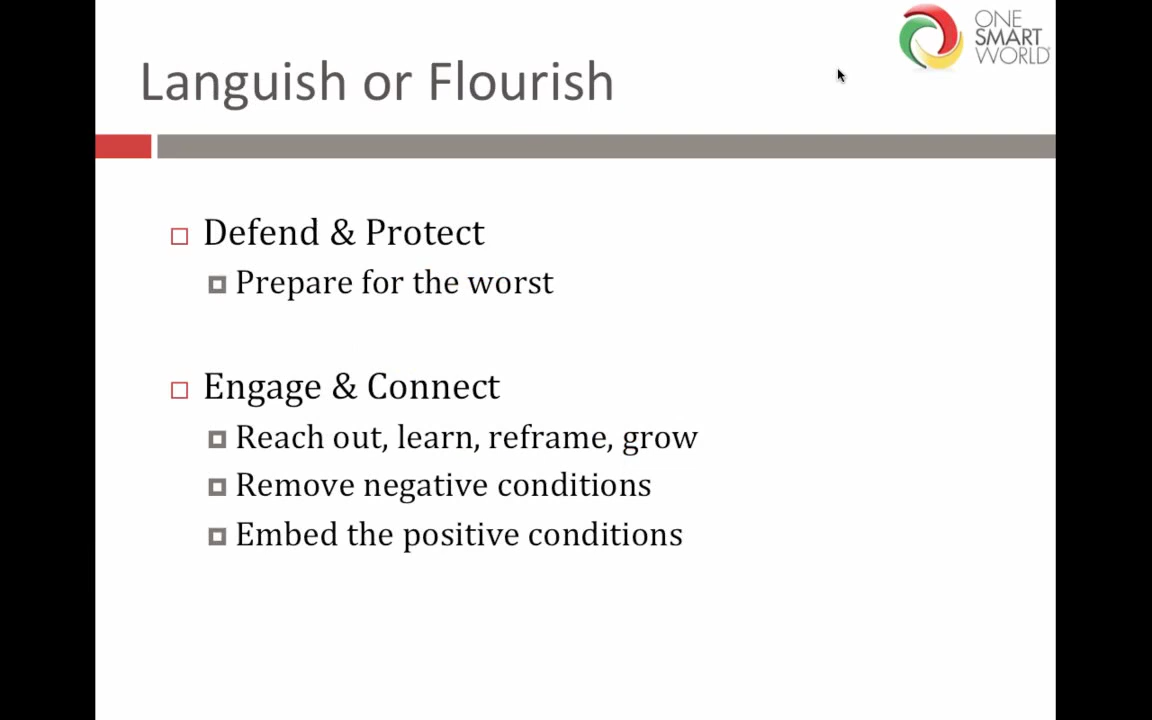 ONE
SMART
WORLD
Languish or Flourish
Defend & Protect
Prepare for the worst
Engage & Connect
Reach out, learn, reframe, grow
Remove negative conditions
Embed the positive conditions